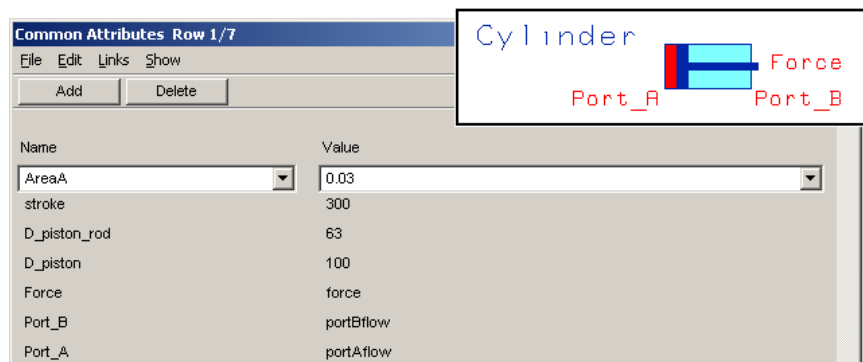 Common Attributes Row 1/7
File Edit Links Show
Add Delete
Cylinder
Force
Port_A Port_B
Name Value
AreaA 0.03
stroke 300
D_piston_rod 63
D_piston 100
Force force
Port_B portBflow
Port_A portAflow